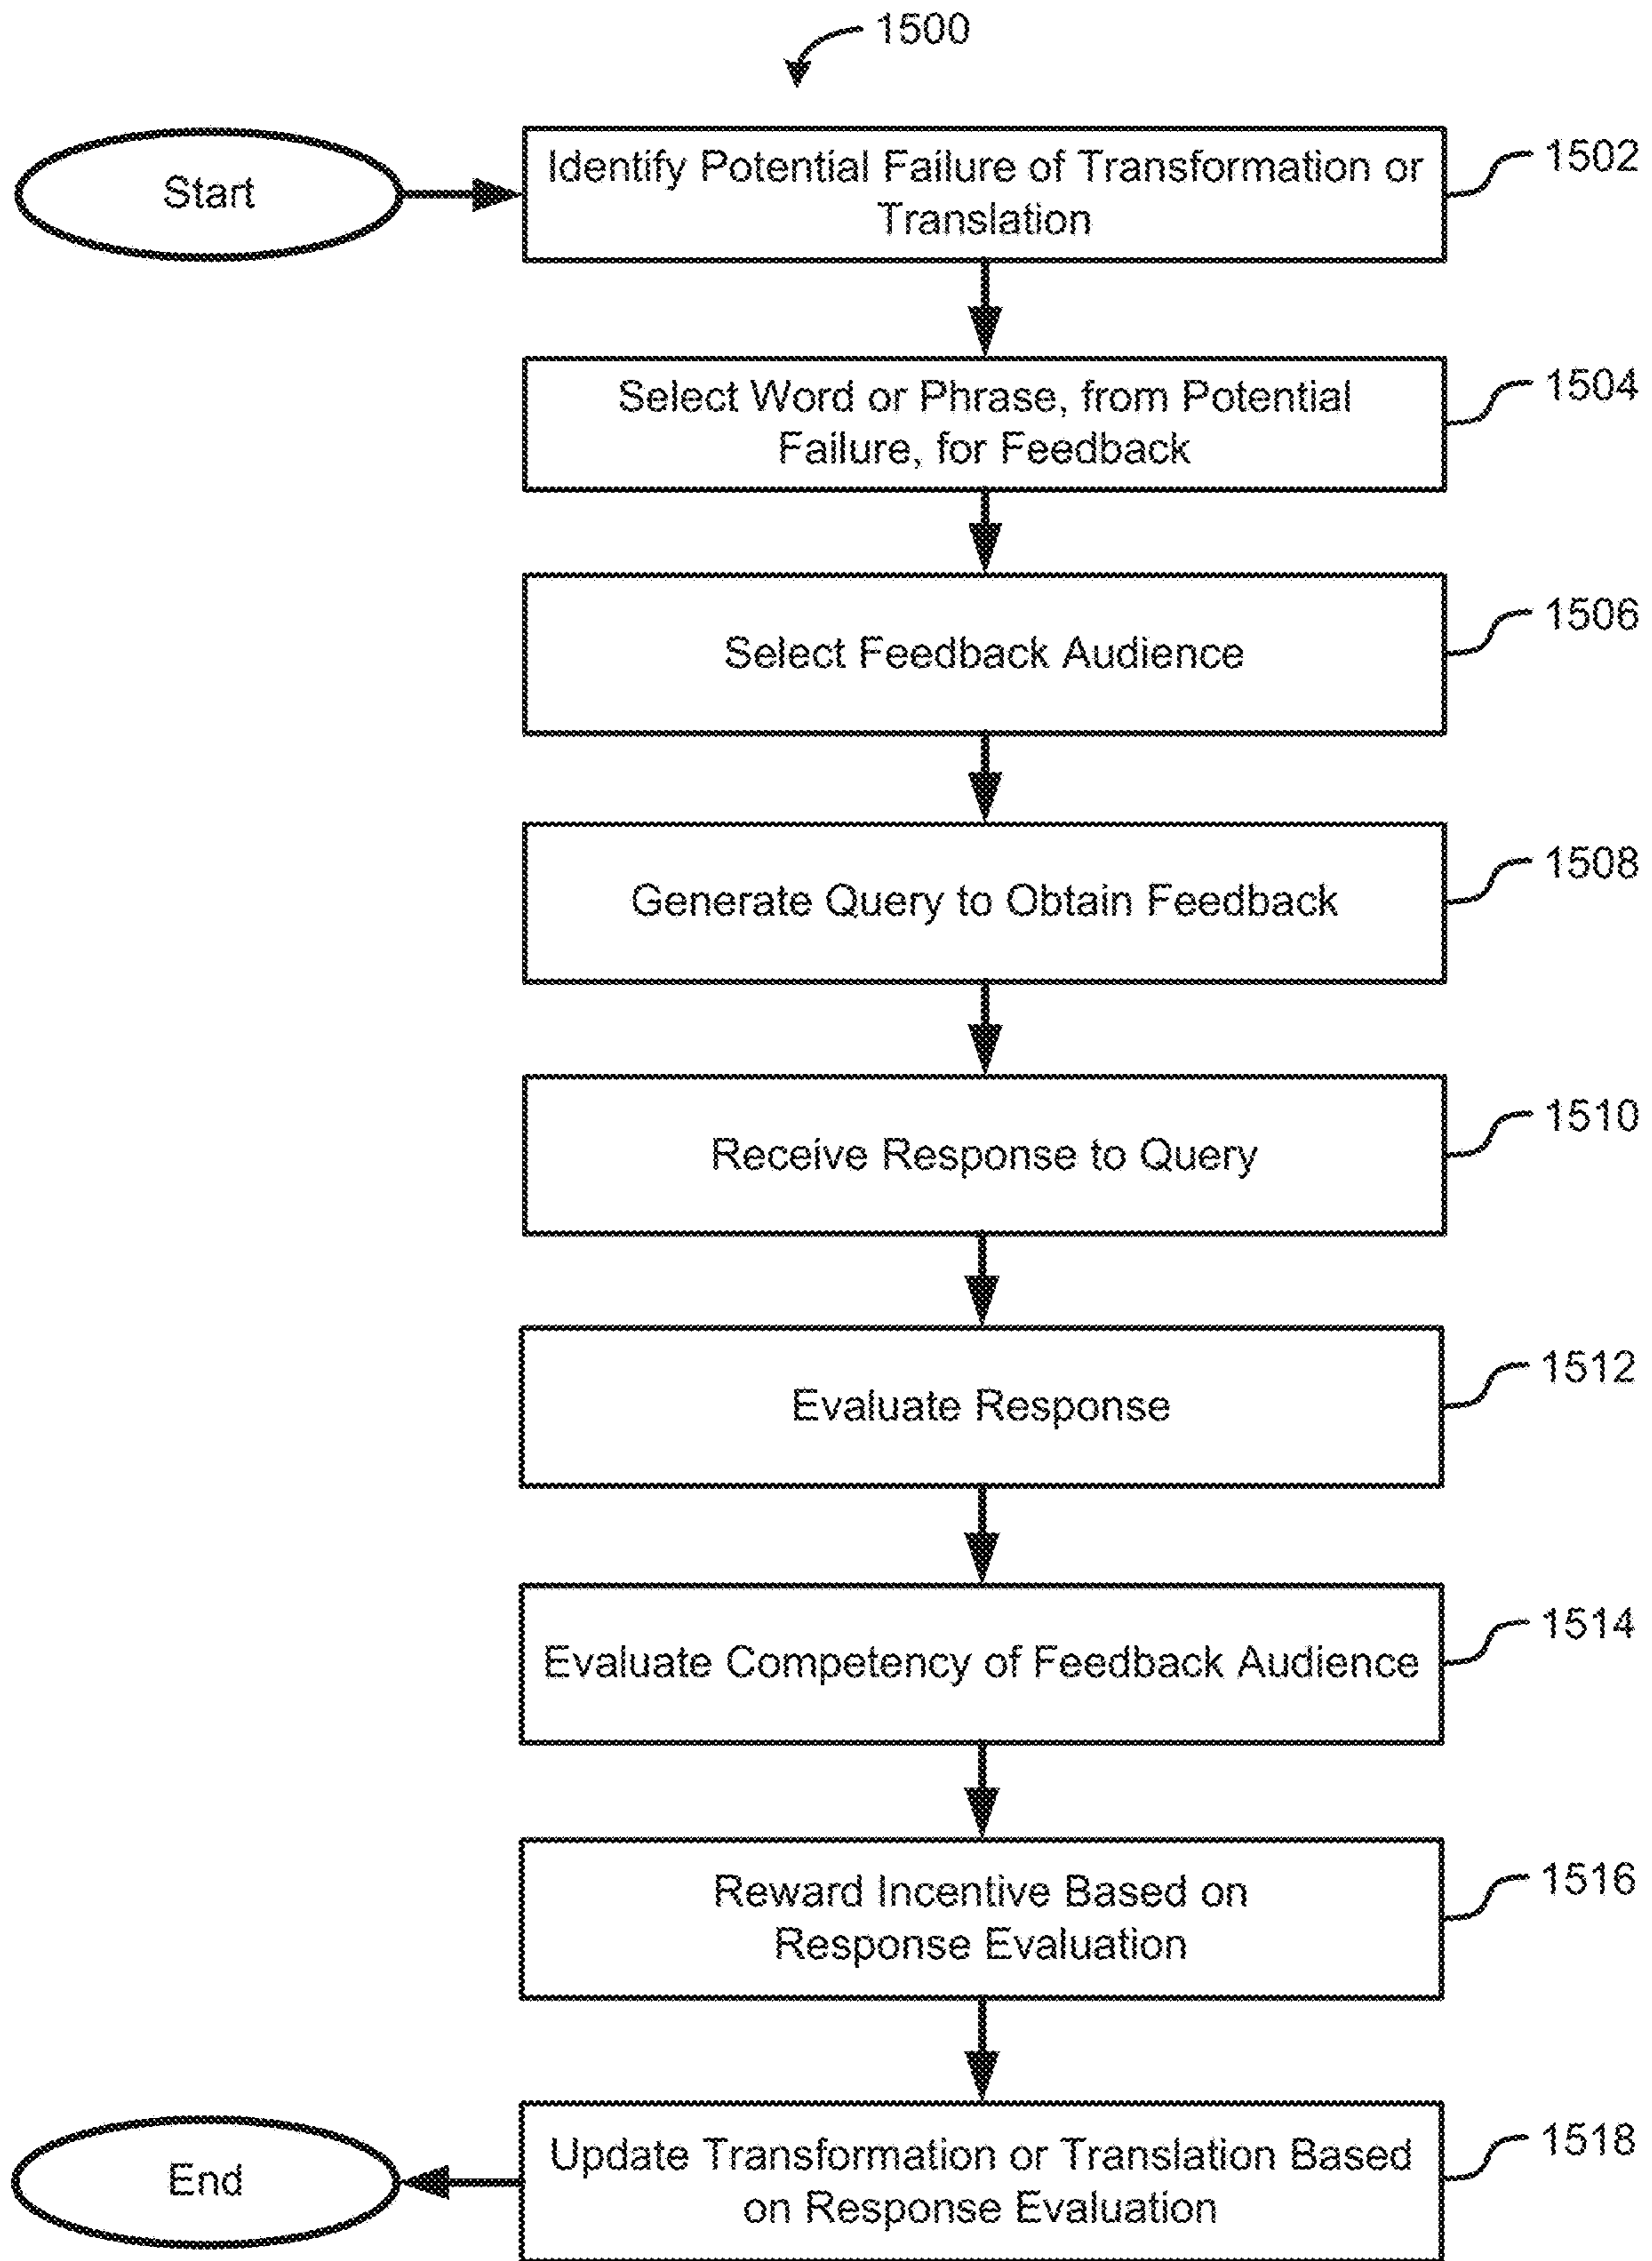 1500
Start
Identify Potential Failure of Transformation or
Translation
1502
Select Word or Phrase, from Potential
Failure, for Feedback
1504
Select Feedback Audience
1506
Generate Query to Obtain Feedback
1508
Receive Response to Query
1510
Evaluate Response
1512
Evaluate Competency of Feedback Audience
1514
Reward Incentive Based on
Response Evaluation
1516
Update Transformation or Translation Based
on Response Evaluation
1518
End